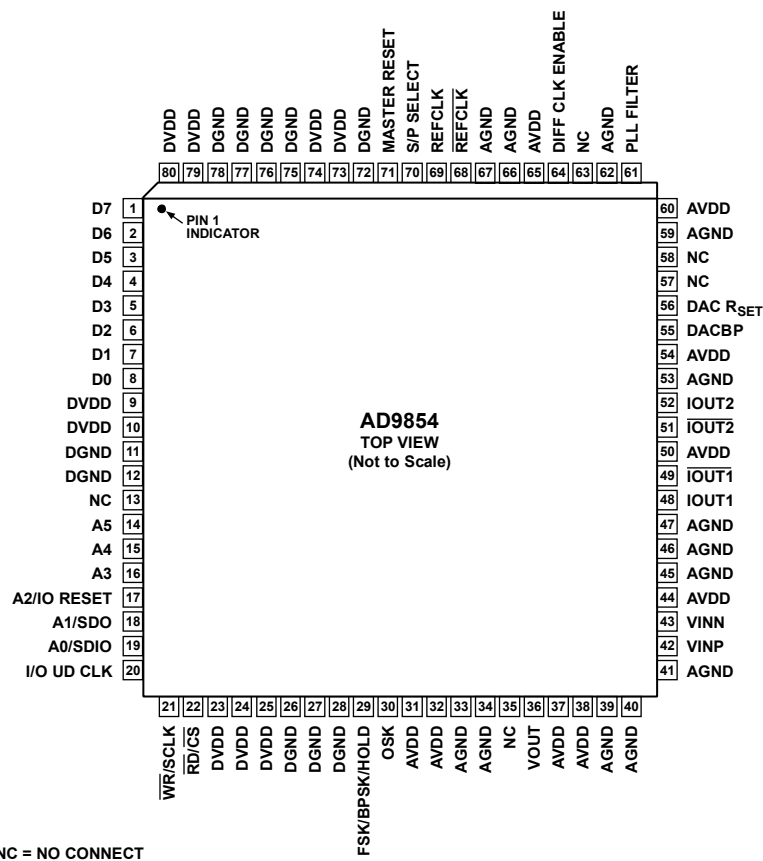 DVDD
DVDD
DGND
DGND
DGND
DGND
DVDD
DVDD
DGND
MASTER RESET
S/P SELECT
REFCLK
REFCLK
AGND
AGND
AVDD
DIFF CLK ENABLE
NC
AGND
PLL FILTER
80 79 78 77 76 75 74 73 72 71 70 69 68 67 66 65 64 63 62 61
D7 1
D6 2
D5 3
D4 4
D3 5
D2 6
D1 7
D0 8
DVDD 9
DVDD 10
DGND 11
DGND 12
NC 13
A5 14
A4 15
A3 16
A2/IO RESET 17
A1/SDO 18
A0/SDIO 19
I/O UD CLK 20
PIN 1
INDICATOR
AD9854
TOP VIEW
(Not to Scale)
60 AVDD
59 AGND
58 NC
57 NC
56 DAC RSET
55 DACBP
54 AVDD
53 AGND
52 IOUT2
51 IOUT2
50 AVDD
49 IOUT1
48 IOUT1
47 AGND
46 AGND
45 AGND
44 AVDD
43 VINN
42 VINP
41 AGND
21 22 23 24 25 26 27 28 29 30 31 32 33 34 35 36 37 38 39 40
WR/SCLK
RD/CS
DVDD
DVDD
DVDD
DGND
DGND
DGND
FSK/BPSK/HOLD
OSK
AVDD
AVDD
AGND
AGND
NC
VOUT
AVDD
AVDD
AGND
AGND
NC = NO CONNECT